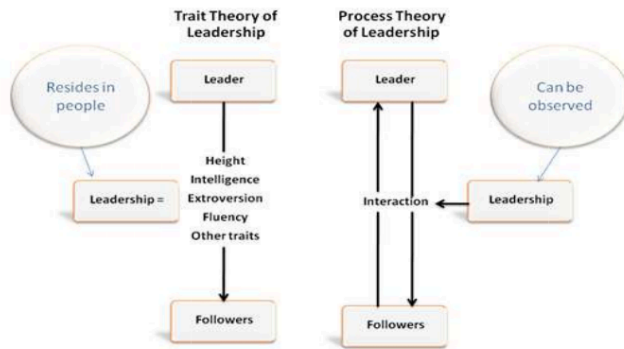 Trait Theory of
Leadership
Process Theory
of Leadership
Resides in
people
Leader
Leader
Can be
observed
Height
Intelligence
Extroversion
Fluency
Other traits
Leadership =
Interaction
Leadership
Followers
Followers